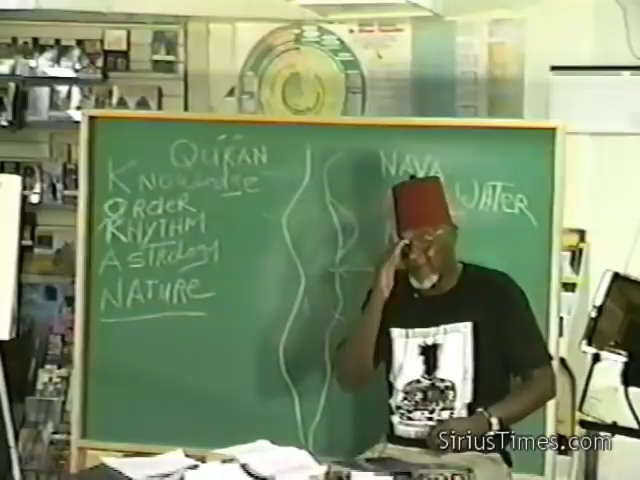 QURAN
KNOWLEDGE
ORDER
RHYTHM
ASTROLOGY
NATURE
NAVA
WATER
SiriusTimes.com